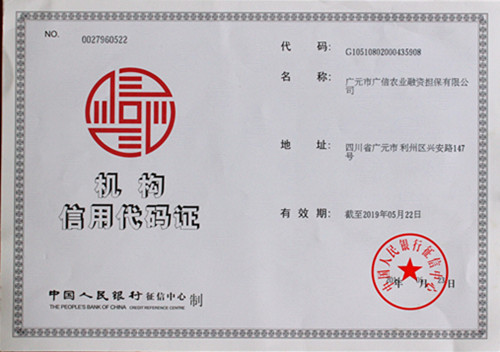 NO.
0027960522
机构
信用代码证
中国人民银行征信中心 制
THE PEOPLE'S BANK OF CHINA CREDIT REFERENCE CENTRE
代 码:
G1051080200043590B
名 称:
广元市广信农业融资担保有限公
司
地 址:
四川省广元市 利州区兴安路147
号
有 效 期:
截至2019年05月22日
中国人民银行征信中心
年 月 日